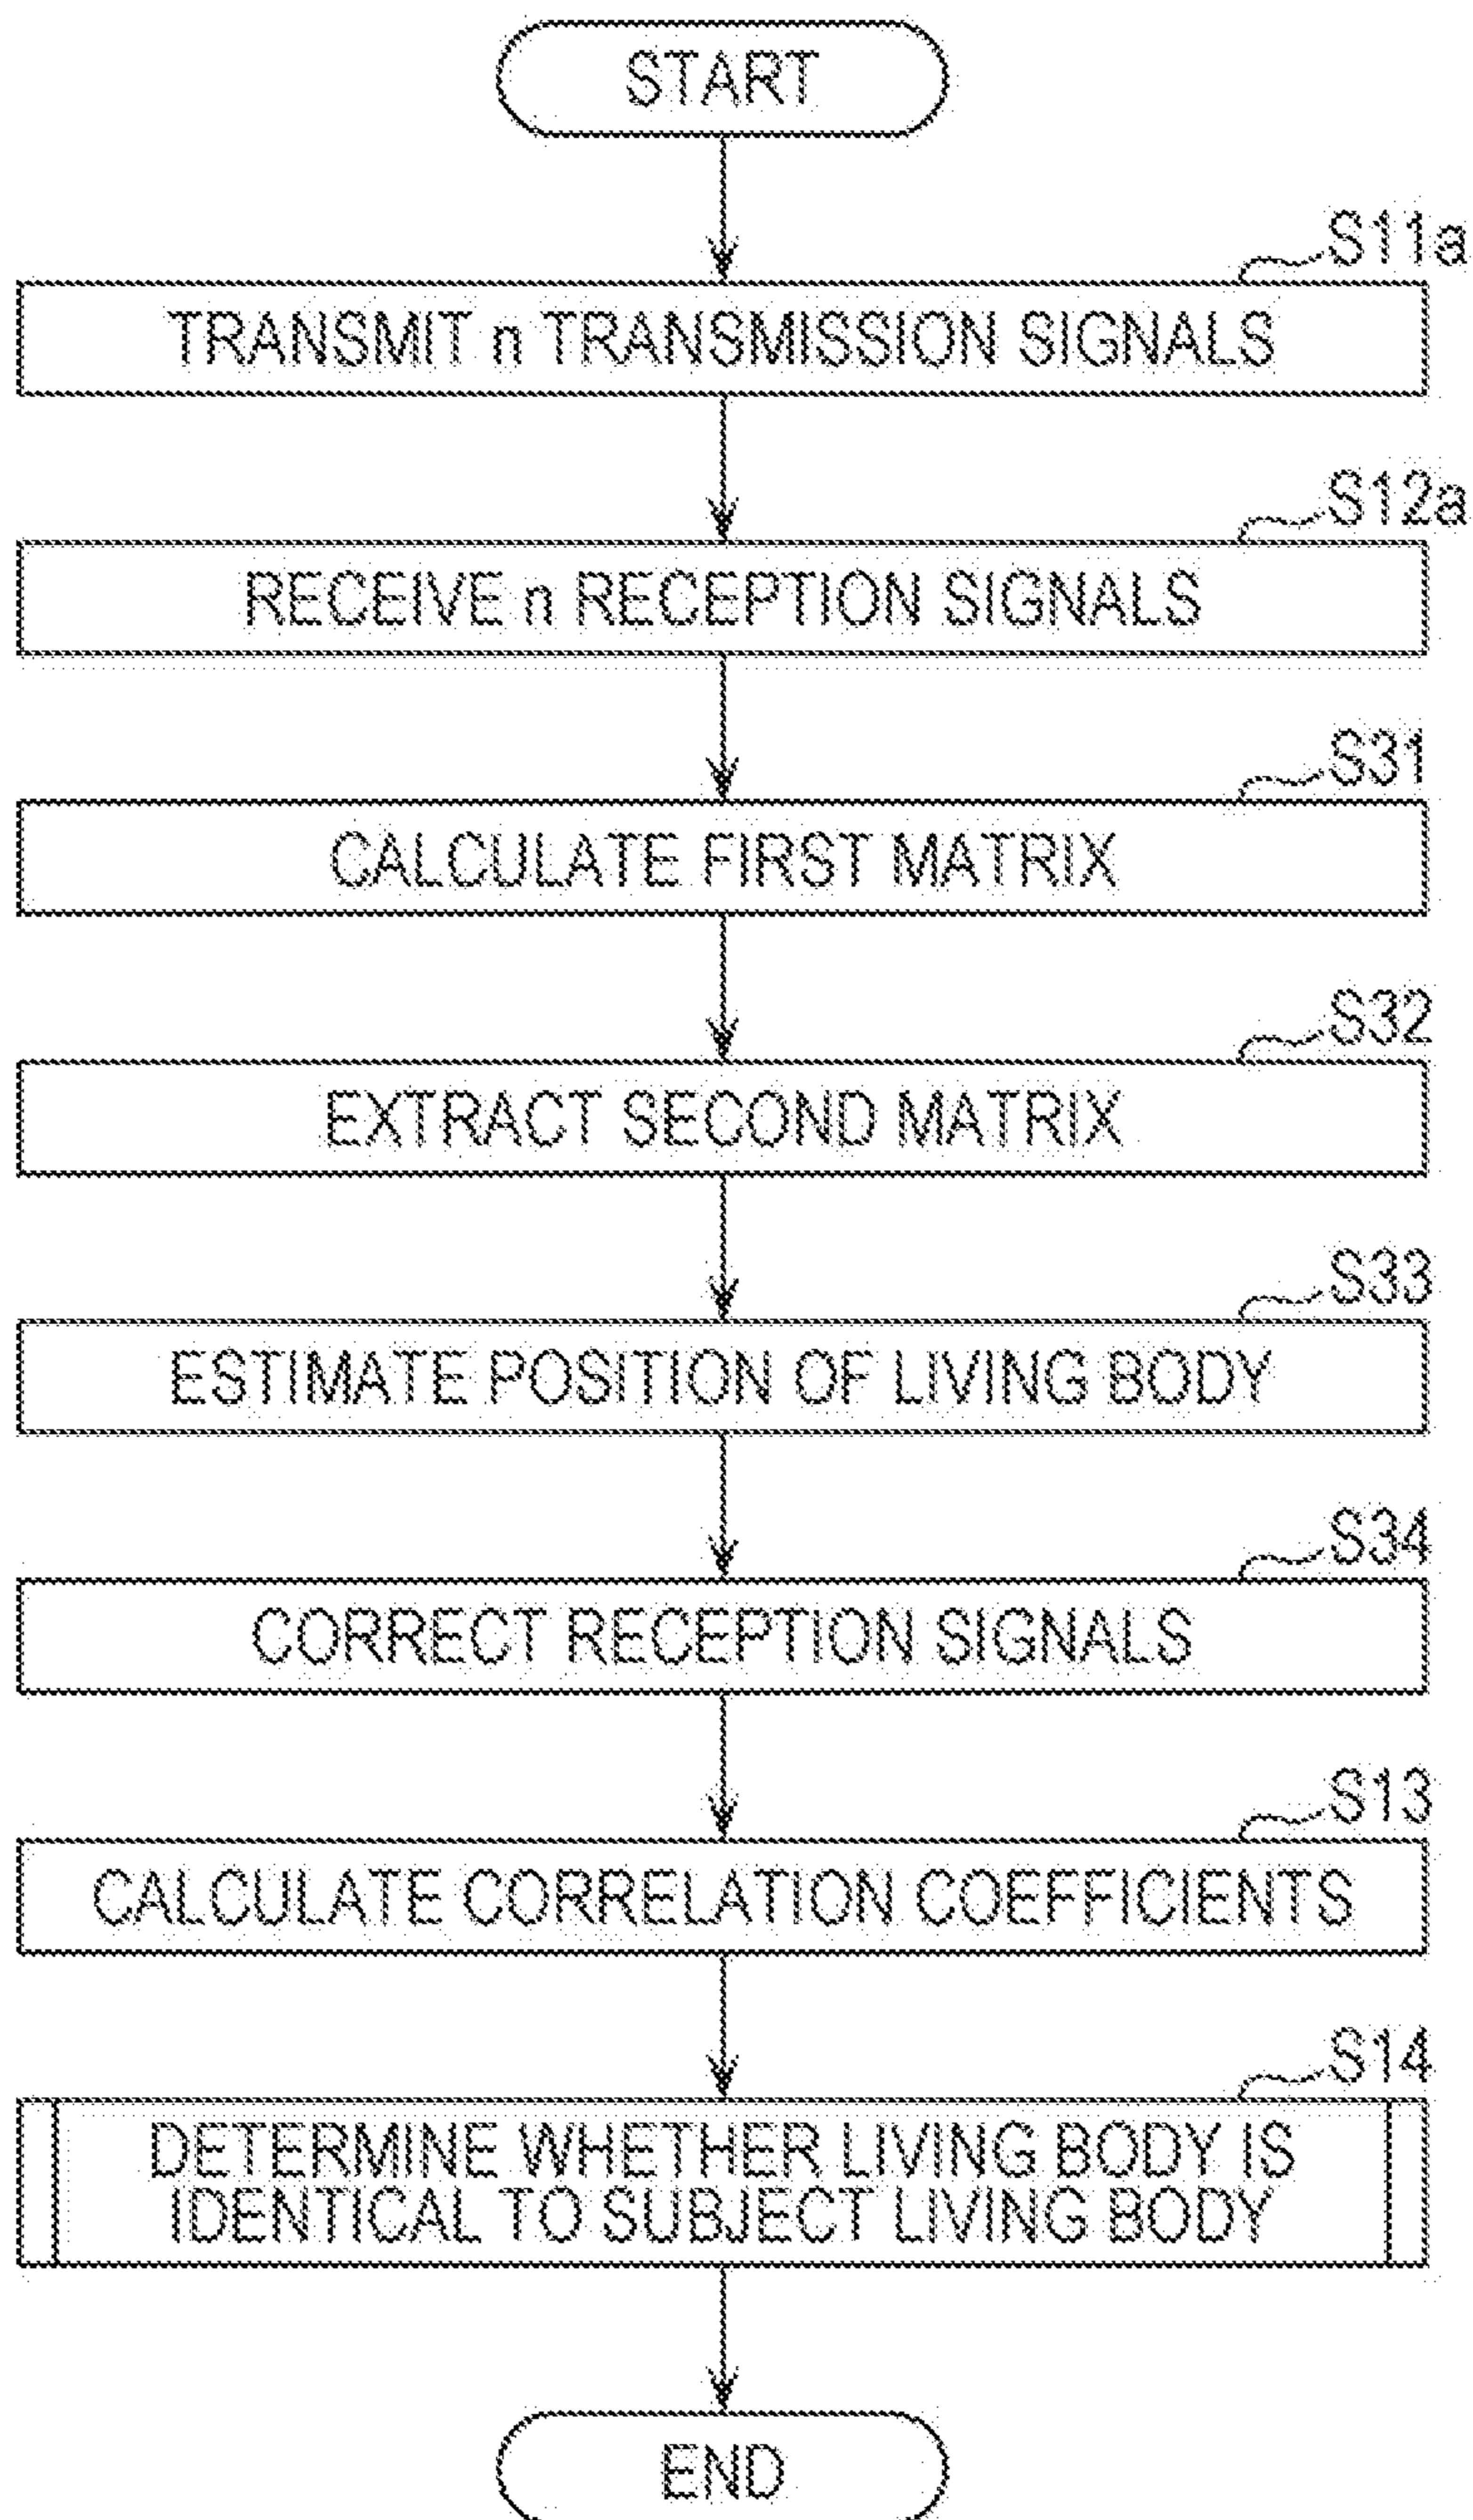 START
S11a
TRANSMIT n TRANSMISSION SIGNALS
S12a
RECEIVE n RECEPTION SIGNALS
S31
CALCULATE FIRST MATRIX
S32
EXTRACT SECOND MATRIX
S33
ESTIMATE POSITION OF LIVING BODY
S34
CORRECT RECEPTION SIGNALS
S13
CALCULATE CORRELATION COEFFICIENTS
S14
DETERMINE WHETHER LIVING BODY IS
IDENTICAL TO SUBJECT LIVING BODY
END